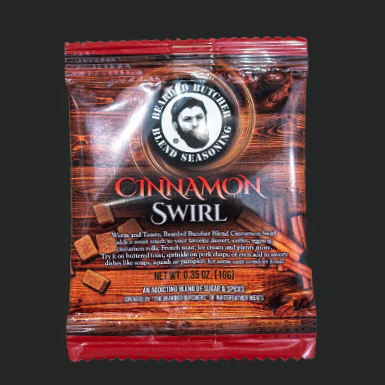 BEARDED BUTCHER
BLEND SEASONING
®
CINNAMON
SWIRL
Warm and Toasty, Bearded Butcher Blend Cinnamon Swirl
adds a sweet touch to your favorite dessert, coffee, eggnog
cinnamon rolls, French toast, ice cream and plenty more.
Try it on buttered toast, sprinkle on pork chops, or even add to savory
dishes like soups, squash or pumpkin for some cozy comfort food!
NET WT. 0.35 OZ. (10G)
AN ADDICTING BLEND OF SUGAR & SPICES
CREATED BY "THE BEARDED BUTCHERS" OF WHITEFEATHER MEATS